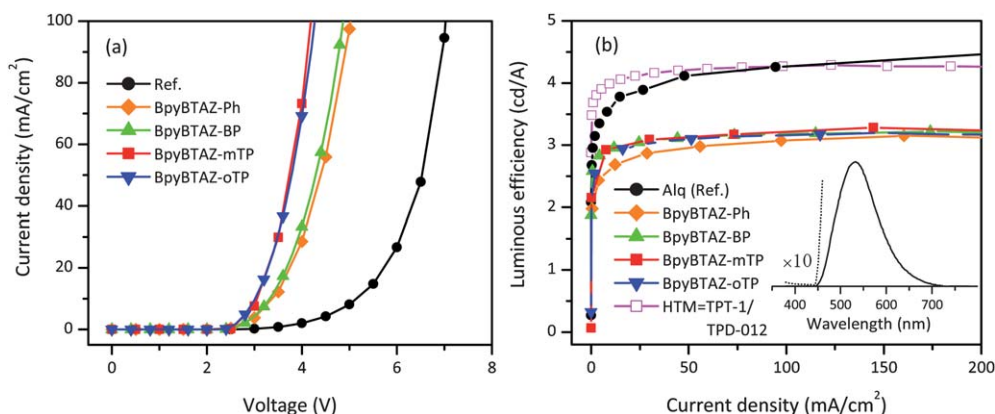 (a)
Current density (mA/cm²)
100
80
60
40
20
0
Ref.
BpyBTAZ-Ph
BpyBTAZ-BP
BpyBTAZ-mTP
BpyBTAZ-oTP
0 2 4 6 8
Voltage (V)
(b)
Luminous efficiency (cd/A)
5
4
3
2
1
0
Alq (Ref.)
BpyBTAZ-Ph
BpyBTAZ-BP
BpyBTAZ-mTP
BpyBTAZ-oTP
HTM=TPT-1/
TPD-012
×10
400 500 600 700
Wavelength (nm)
0 50 100 150 200
Current density (mA/cm²)